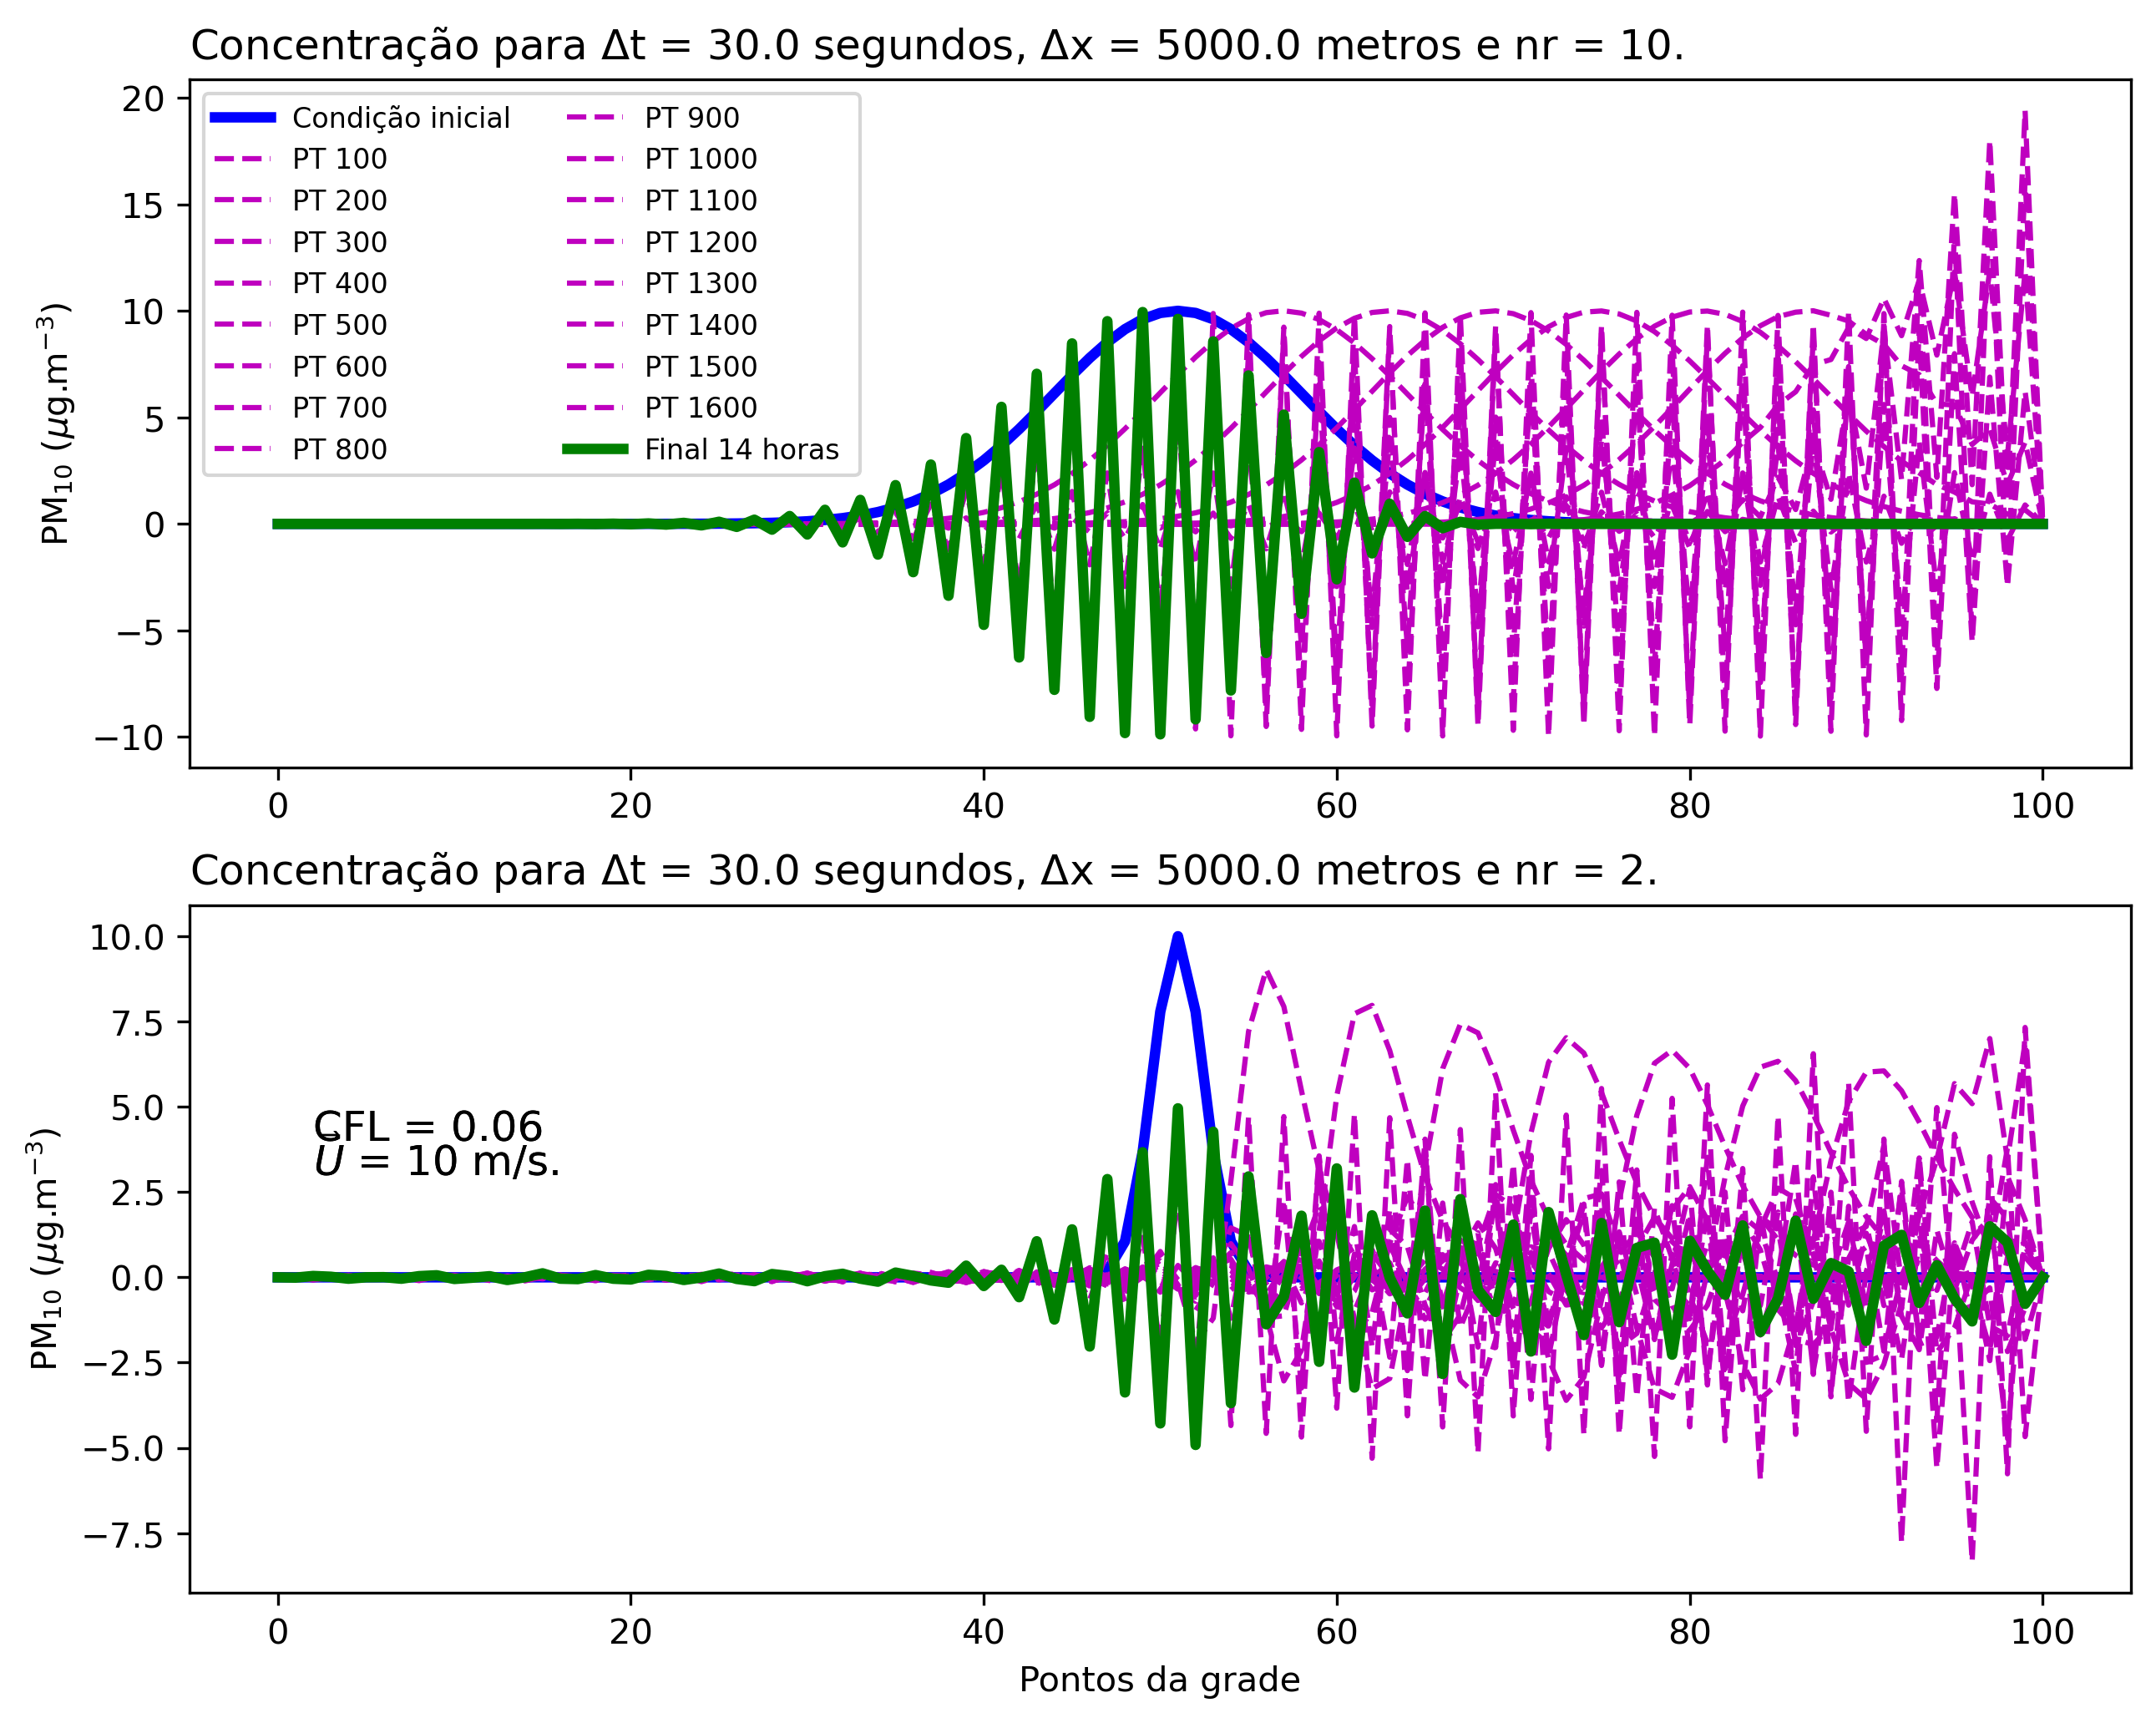 Concentração para Δt = 30.0 segundos, Δx = 5000.0 metros e nr = 10.
20
15
10
5
0
−5
−10
PM₁₀ (μg.m⁻³)
Condição inicial
PT 100
PT 200
PT 300
PT 400
PT 500
PT 600
PT 700
PT 800
PT 900
PT 1000
PT 1100
PT 1200
PT 1300
PT 1400
PT 1500
PT 1600
Final 14 horas
0 20 40 60 80 100
Concentração para Δt = 30.0 segundos, Δx = 5000.0 metros e nr = 2.
10.0
7.5
5.0
2.5
0.0
−2.5
−5.0
−7.5
PM₁₀ (μg.m⁻³)
CFL = 0.06
U⃗ = 10 m/s.
0 20 40 60 80 100
Pontos da grade